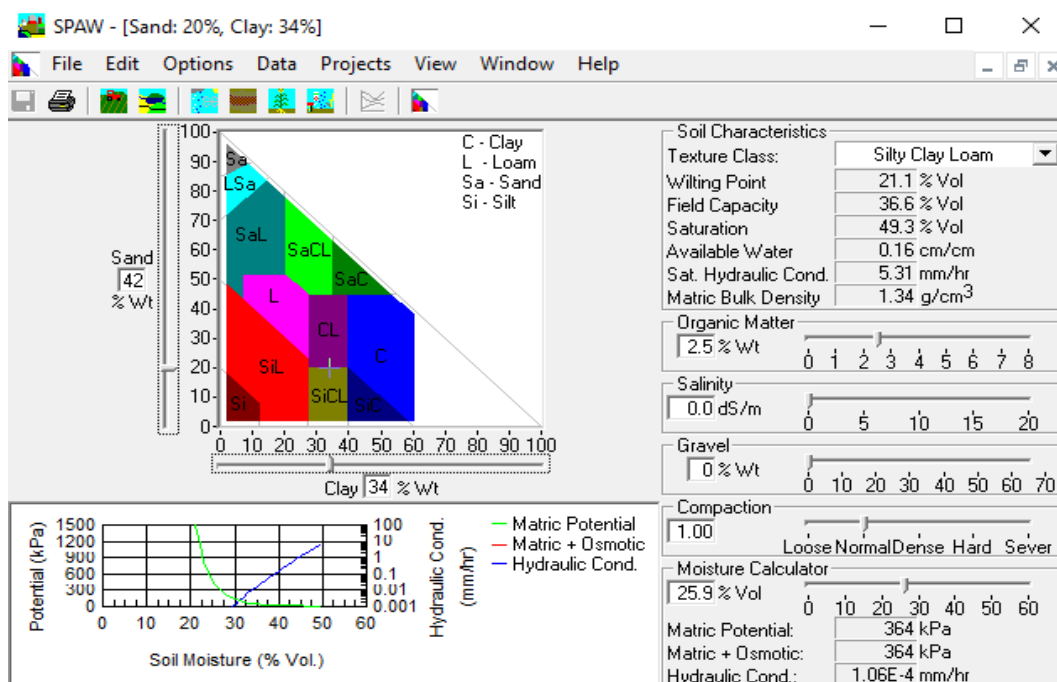 SPAW - [Sand: 20%, Clay: 34%]
File Edit Options Data Projects View Window Help
100
90
80
70
60
50
40
30
20
10
0
Sand
42
% Wt
C - Clay
L - Loam
Sa - Sand
Si - Silt
Sa
LSa
SaL
SaCL
SaC
L
CL
C
SiL
SiCL
SiC
Si
0 10 20 30 40 50 60 70 80 90 100
Clay 34 % Wt
Soil Characteristics
Texture Class: Silty Clay Loam
Wilting Point 21.1 % Vol
Field Capacity 36.6 % Vol
Saturation 49.3 % Vol
Available Water 0.16 cm/cm
Sat. Hydraulic Cond. 5.31 mm/hr
Matric Bulk Density 1.34 g/cm3
Organic Matter
2.5 % Wt
0 1 2 3 4 5 6 7 8
Salinity
0.0 dS/m
0 5 10 15 20
Gravel
0 % Wt
0 10 20 30 40 50 60 70
Compaction
1.00
Loose Normal Dense Hard Sever
Moisture Calculator
25.9 % Vol
0 10 20 30 40 50 60
Matric Potential: 364 kPa
Matric + Osmotic: 364 kPa
Hydraulic Cond.: 1.06E-4 mm/hr
Potential (kPa)
1500
1200
900
600
300
0
0 10 20 30 40 50 60
Soil Moisture (% Vol.)
100
10
1
0.1
0.01
0.001
Hydraulic Cond.
(mm/hr)
Matric Potential
Matric + Osmotic
Hydraulic Cond.